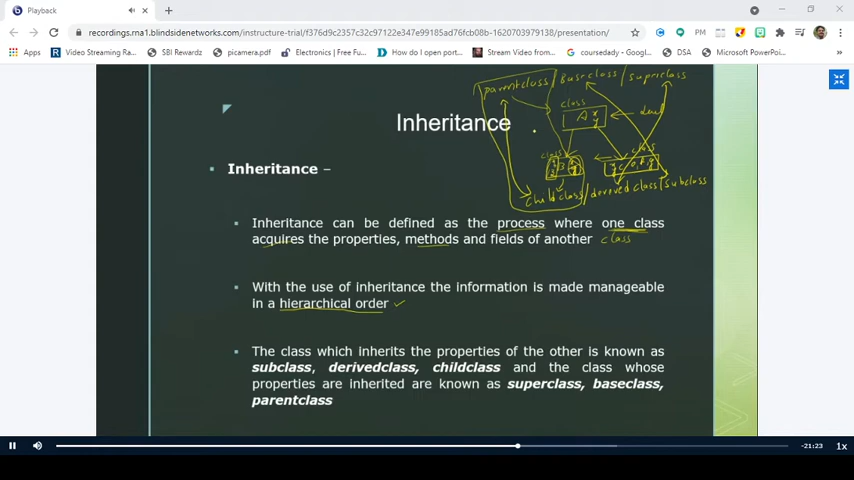 Playback
recordings.rna1.blindsidenetworks.com/instructure-trial/f376d9c2357c32c97121e2392e347e99185ad76fcb08b-1620703979138/presentation/
Apps
Video Streaming Ra...
SBI Rewardz
picamera.pdf
Electronics | Free Fu...
How do I open port...
Stream Video from...
coursedady - Googl...
DSA
Microsoft PowerPoi...
parentclass / Baseclass / superclass
class
A x
y
class
class
childclass / derivedclass / subclass
Inheritance
Inheritance –
Inheritance can be defined as the process where one class
acquires the properties, methods and fields of another class
With the use of inheritance the information is made manageable
in a hierarchical order
The class which inherits the properties of the other is known as
subclass, derivedclass, childclass and the class whose
properties are inherited are known as superclass, baseclass,
parentclass
-21:23
1x